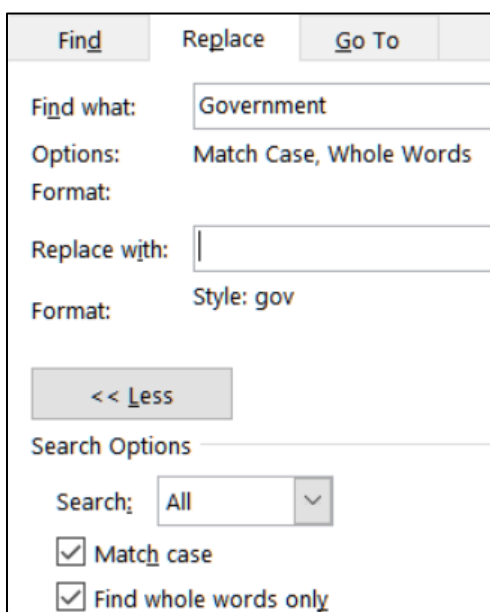 Find Replace Go To
Find what: Government
Options: Match Case, Whole Words
Format:
Replace with:
Format: Style: gov
<< Less
Search Options
Search: All
Match case
Find whole words only